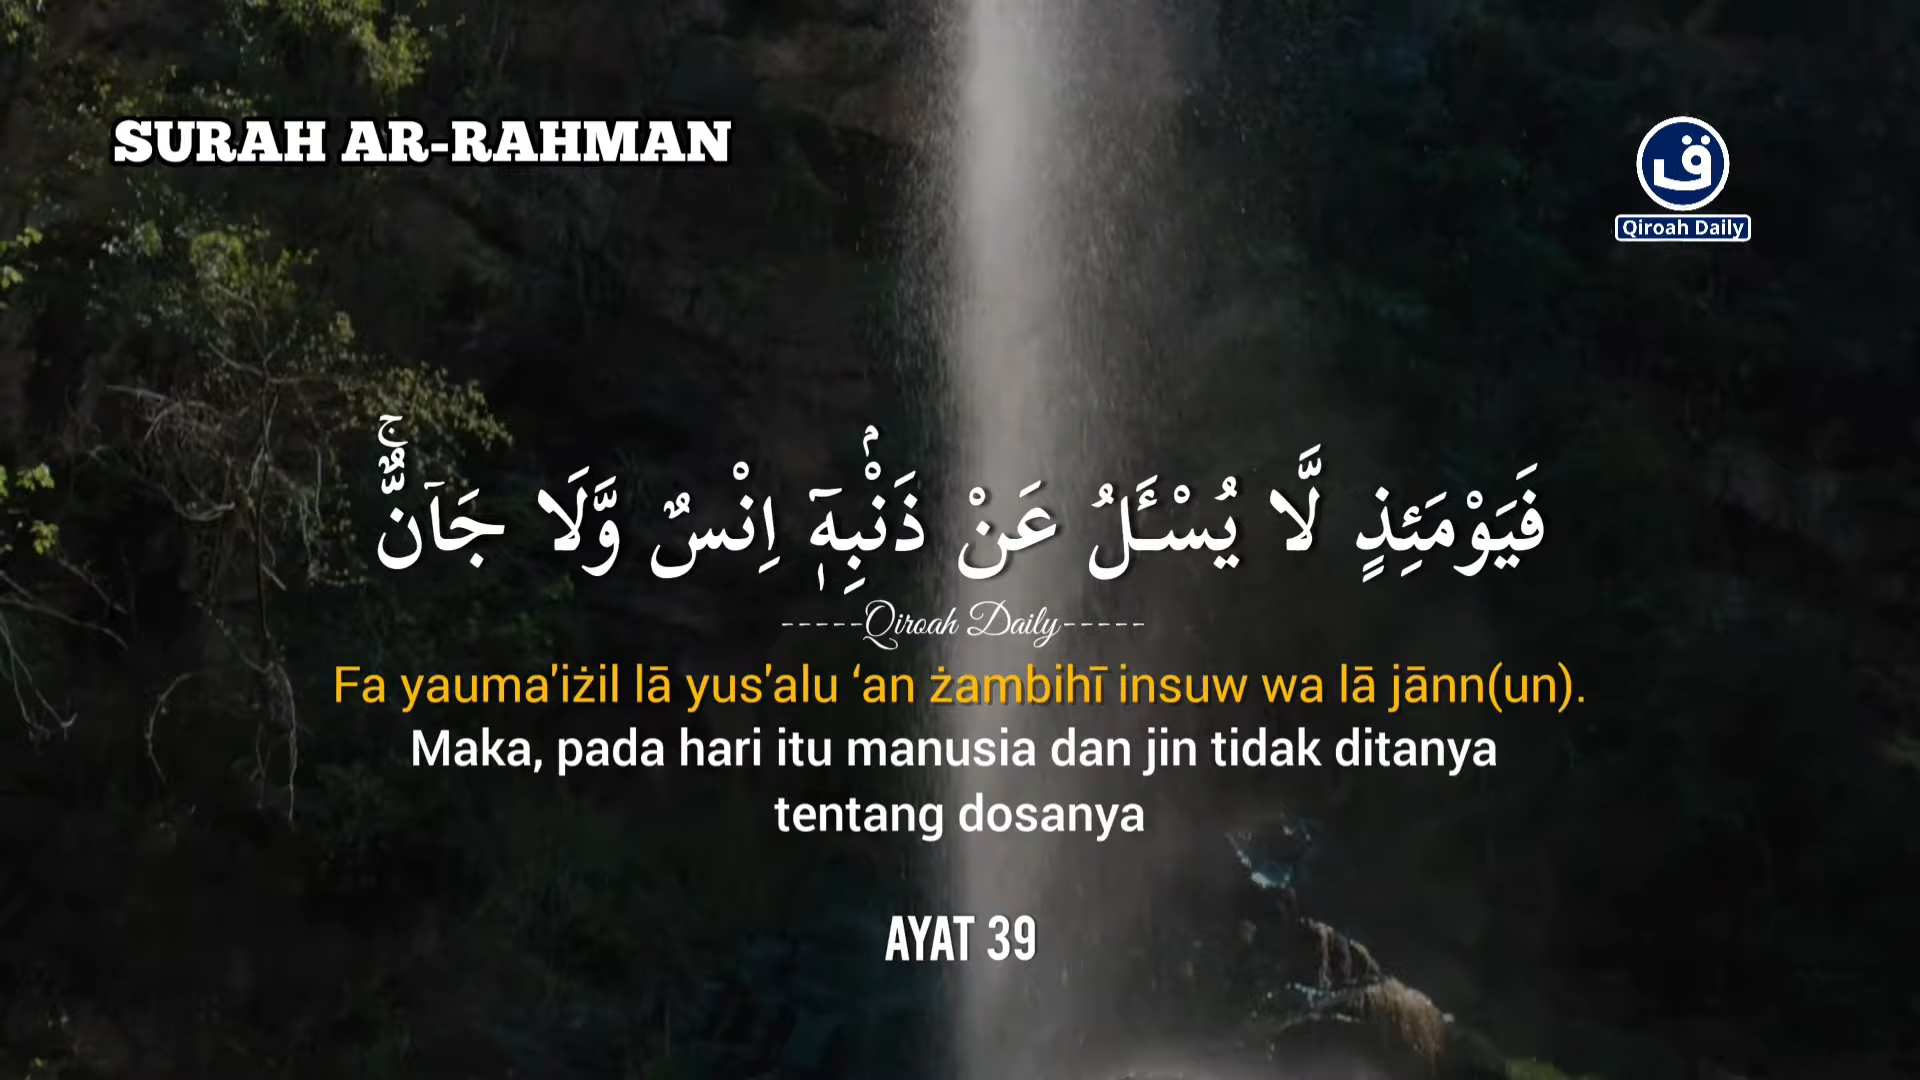 SURAH AR-RAHMAN
ق
Qiroah Daily
فَيَوْمَئِذٍ لَّا يُسْـَٔلُ عَنْ ذَنْۢبِهٖٓ اِنْسٌ وَّلَا جَاۤنٌّۚ
-----Qiroah Daily-----
Fa yauma'iżil lā yus'alu ‘an żambihī insuw wa lā jānn(un).
Maka, pada hari itu manusia dan jin tidak ditanya
tentang dosanya
AYAT 39